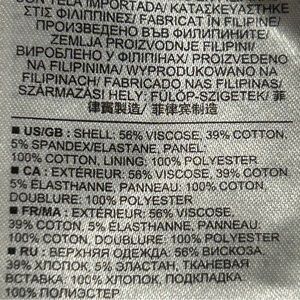 CON TELA IMPORTADA/ ΚΑΤΑΣΚΕΥΑΣΤΗΚΕ
ΣΤΙΣ ΦΙΛΙΠΠΙΝΕΣ/ FABRICAT ÎN FILIPINE/
ПРОИЗВЕДЕНО ВЪВ ФИЛИПИНИТЕ/
ZEMLJA PROIZVODNJE FILIPINI/
ВИРОБЛЕНО У ФІЛІППІНАХ/ PROIZVEDENO
NA FILIPINIMA/ WYPRODUKOWANO NA
FILIPINACH/ FABRICADO NAS FILIPINAS/
SZÁRMAZÁSI HELY: FÜLÖP-SZIGETEK/ 菲
律賓製造/ 菲律宾制造
■ US/GB : SHELL: 56% VISCOSE, 39% COTTON,
5% SPANDEX/ELASTANE, PANEL:
100% COTTON, LINING: 100% POLYESTER
■ CA : EXTÉRIEUR: 56% VISCOSE, 39% COTON,
5% ÉLASTHANNE, PANNEAU: 100% COTON,
DOUBLURE: 100% POLYESTER
■ FR/MA : EXTÉRIEUR: 56% VISCOSE,
39% COTON, 5% ÉLASTHANNE, PANNEAU:
100% COTON, DOUBLURE: 100% POLYESTER
■ RU : ВЕРХНЯЯ ОДЕЖДА: 56% ВИСКОЗА,
39% ХЛОПОК, 5% ЭЛАСТАН, ТКАНЕВАЯ
ВСТАВКА: 100% ХЛОПОК, ПОДКЛАДКА:
100% ПОЛИЭСТЕР